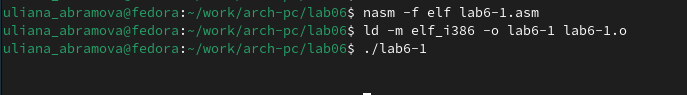 uliana_abramova@fedora:~/work/arch-pc/lab06$ nasm -f elf lab6-1.asm
uliana_abramova@fedora:~/work/arch-pc/lab06$ ld -m elf_i386 -o lab6-1 lab6-1.o
uliana_abramova@fedora:~/work/arch-pc/lab06$ ./lab6-1